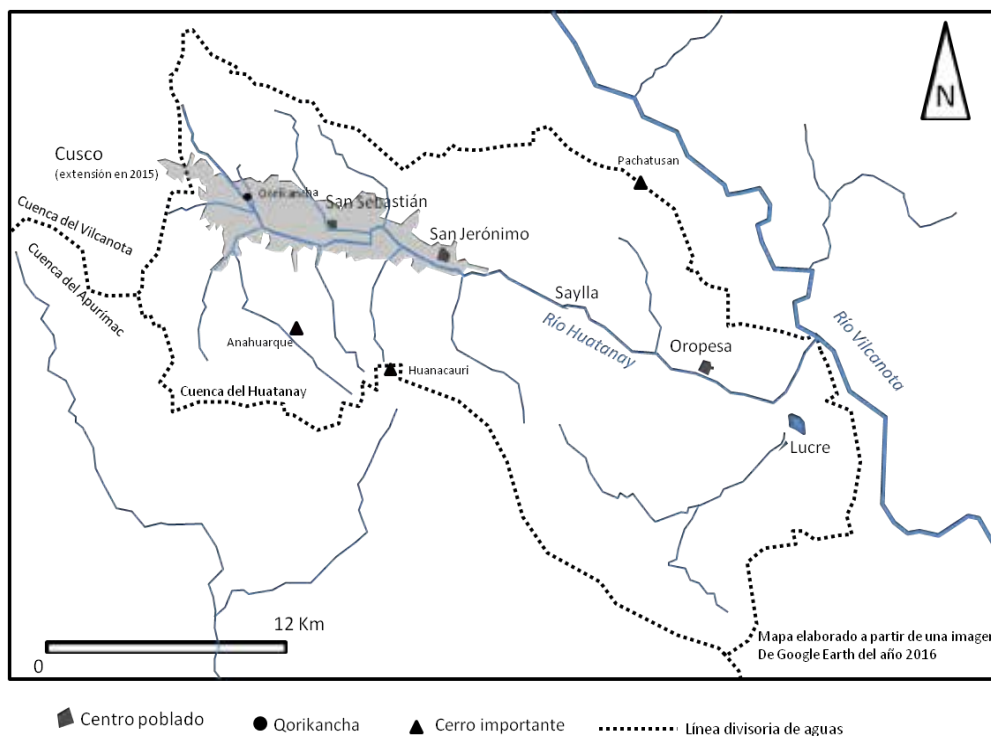 N
Pachatusan
Cusco
(extensión en 2015)
Qorikancha
San Sebastián
San Jerónimo
Cuenca del Vilcanota
Cuenca del Apurímac
Saylla
Río Huatanay
Anahuarque
Oropesa
Río Vilcanota
Huanacaurí
Cuenca del Huatanay
Lucre
12 Km
0
Mapa elaborado a partir de una imagen
De Google Earth del año 2016
Centro poblado
Qorikancha
Cerro importante
Línea divisoria de aguas